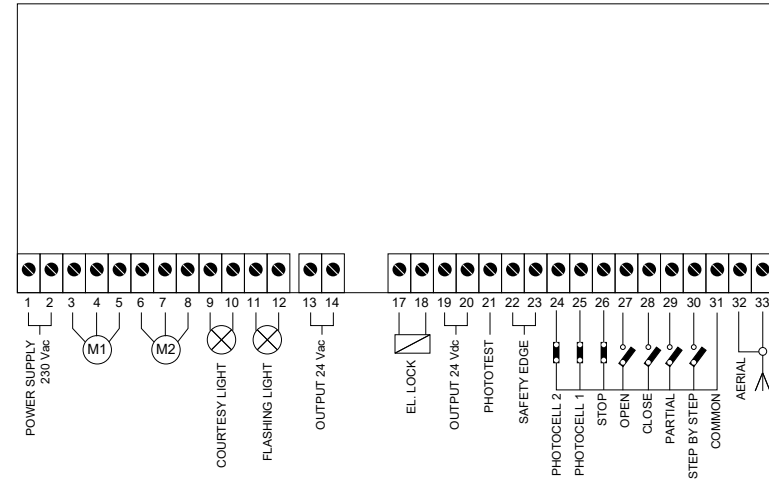 1 2 3 4 5 6 7 8 9 10 11 12 13 14 17 18 19 20 21 22 23 24 25 26 27 28 29 30 31 32 33
M1
M2
POWER SUPPLY
230 Vac
COURTESY LIGHT
FLASHING LIGHT
OUTPUT 24 Vac
EL. LOCK
OUTPUT 24 Vdc
PHOTOTEST
SAFETY EDGE
PHOTOCELL 2
PHOTOCELL 1
STOP
OPEN
CLOSE
PARTIAL
STEP BY STEP
COMMON
AERIAL